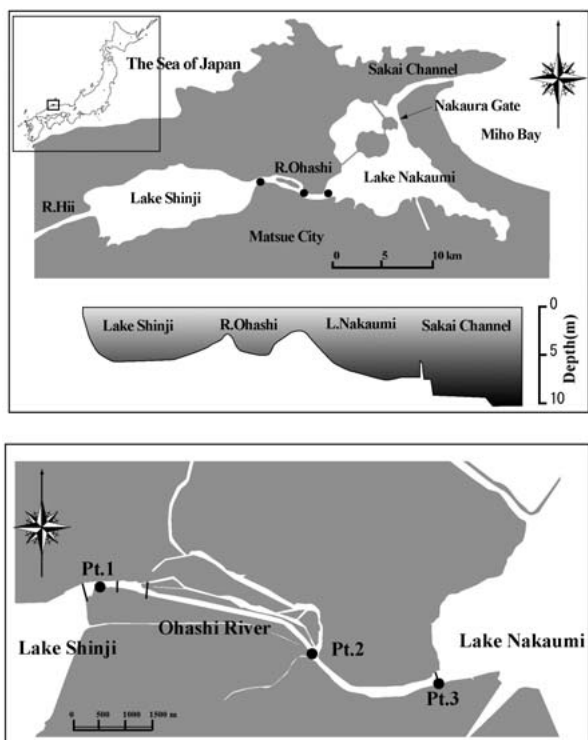 The Sea of Japan
Sakai Channel
Nakaura Gate
Miho Bay
R.Ohashi
Lake Shinji
Lake Nakaumi
R.Hii
Matsue City
0 5 10 km
Lake Shinji R.Ohashi L.Nakaumi Sakai Channel
0
5
10
Depth(m)
Pt.1
Ohashi River
Lake Shinji
Pt.2
Lake Nakaumi
Pt.3
0 500 1000 1500 m